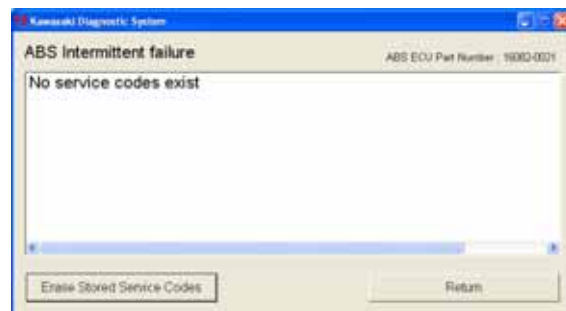 Kawasaki Diagnostic System
ABS Intermittent failure
ABS ECU Part Number : 16062-0021
No service codes exist
Erase Stored Service Codes
Return